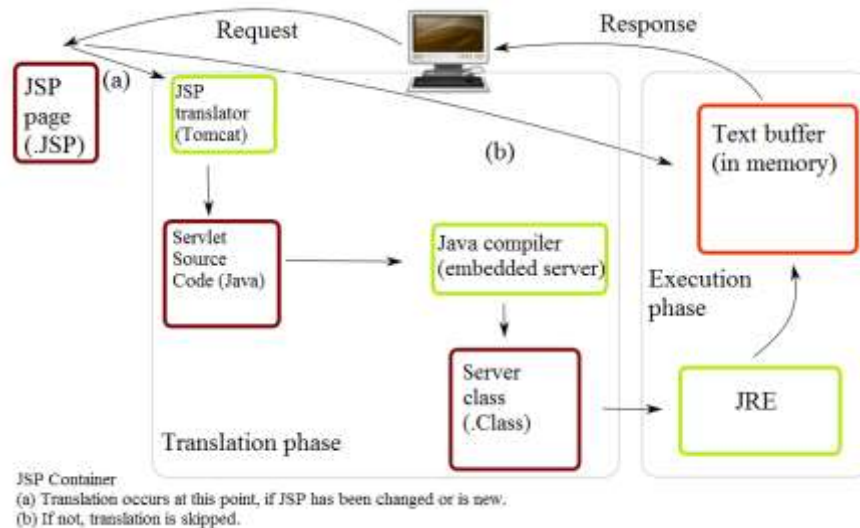 Request
Response
JSP
page
(.JSP)
(a)
JSP
translator
(Tomcat)
(b)
Text buffer
(in memory)
Servlet
Source
Code (Java)
Java compiler
(embedded server)
Execution
phase
Server
class
(.Class)
JRE
Translation phase
JSP Container
(a) Translation occurs at this point, if JSP has been changed or is new.
(b) If not, translation is skipped.